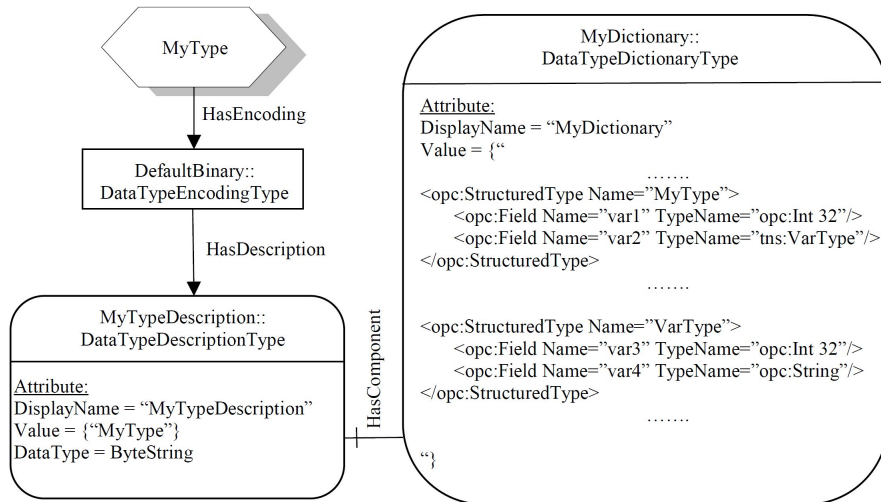 MyType
HasEncoding
DefaultBinary::
DataTypeEncodingType
HasDescription
MyTypeDescription::
DataTypeDescriptionType
Attribute:
DisplayName = “MyTypeDescription”
Value = {“MyType”}
DataType = ByteString
HasComponent
MyDictionary::
DataTypeDictionaryType
Attribute:
DisplayName = “MyDictionary”
Value = {“
…….
<opc:StructuredType Name=”MyType”>
<opc:Field Name=”var1” TypeName=”opc:Int 32”/>
<opc:Field Name=”var2” TypeName=”tns:VarType”/>
</opc:StructuredType>
…….
<opc:StructuredType Name=”VarType”>
<opc:Field Name=”var3” TypeName=”opc:Int 32”/>
<opc:Field Name=”var4” TypeName=”opc:String”/>
</opc:StructuredType>
…….
“}